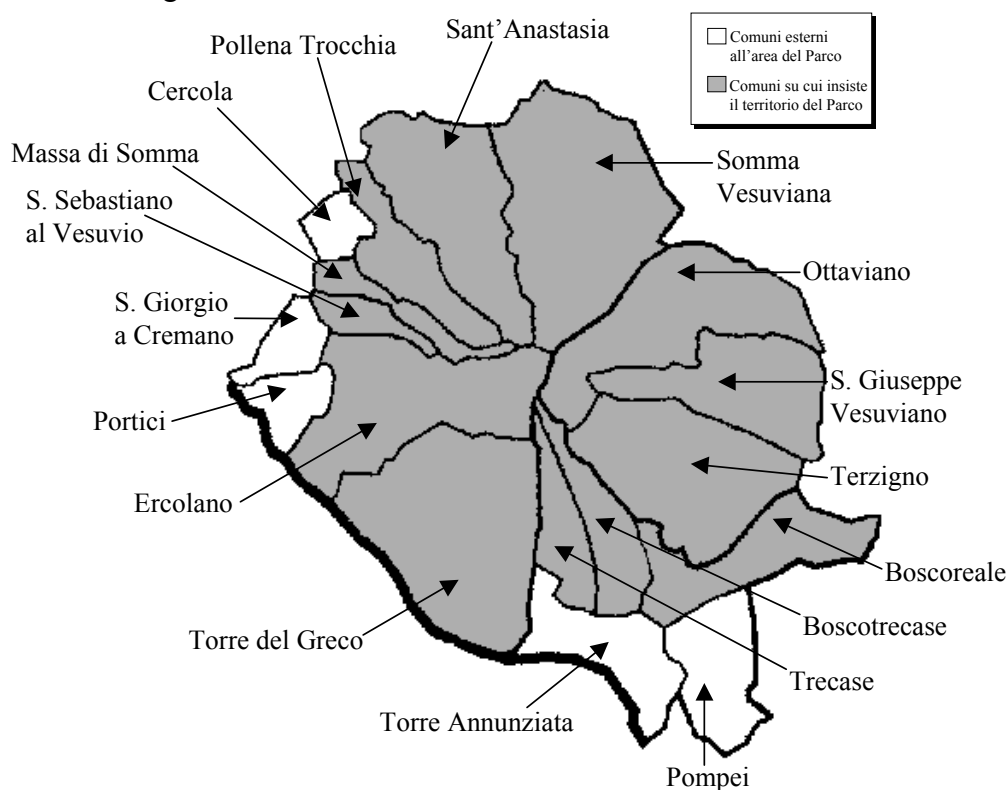 Sant’Anastasia
Pollena Trocchia
Cercola
Massa di Somma
S. Sebastiano
al Vesuvio
S. Giorgio
a Cremano
Portici
Ercolano
Torre del Greco
Torre Annunziata
Pompei
Trecase
Boscotrecase
Boscoreale
Terzigno
S. Giuseppe
Vesuviano
Ottaviano
Somma
Vesuviana
Comuni esterni
all’area del Parco
Comuni su cui insiste
il territorio del Parco